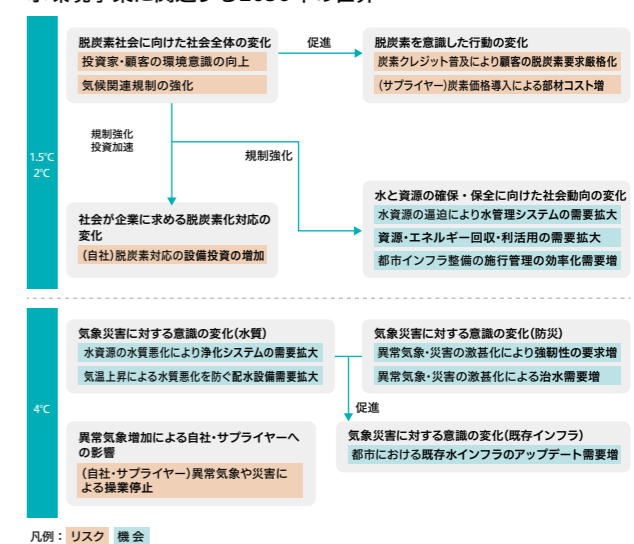 脱炭素社会に向けた社会全体の変化
投資家・顧客の環境意識の向上
気候関連規制の強化
促進
脱炭素を意識した行動の変化
炭素クレジット普及により顧客の脱炭素要求厳格化
(サプライヤー)炭素価格導入による部材コスト増
規制強化
投資加速
規制強化
1.5℃
2℃
社会が企業に求める脱炭素化対応の
変化
(自社)脱炭素対応の設備投資の増加
水と資源の確保・保全に向けた社会動向の変化
水資源の逼迫により水管理システムの需要拡大
資源・エネルギー回収・利活用の需要拡大
都市インフラ整備の施行管理の効率化需要増
4℃
気象災害に対する意識の変化(水質)
水資源の水質悪化により浄化システムの需要拡大
気温上昇による水質悪化を防ぐ配水設備需要拡大
気象災害に対する意識の変化(防災)
異常気象・災害の激甚化により強靭性の要求増
異常気象・災害の激甚化による治水需要増
促進
異常気象増加による自社・サプライヤーへ
の影響
(自社・サプライヤー)異常気象や災害に
よる操業停止
気象災害に対する意識の変化(既存インフラ)
都市における既存水インフラのアップデート需要増
凡例：リスク 機会